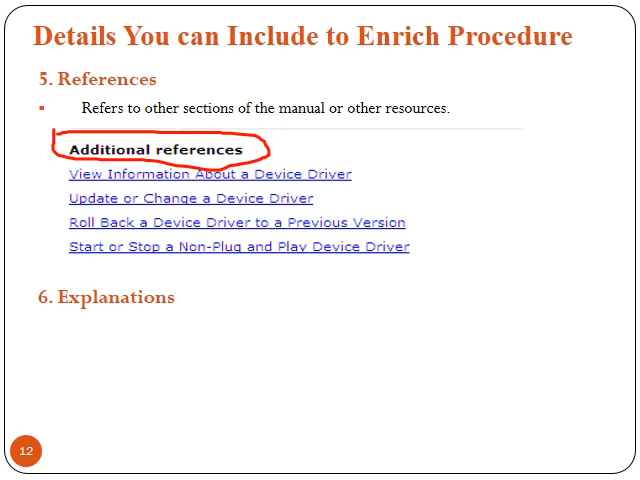 Details You can Include to Enrich Procedure
5. References
▪ Refers to other sections of the manual or other resources.
Additional references
View Information About a Device Driver
Update or Change a Device Driver
Roll Back a Device Driver to a Previous Version
Start or Stop a Non-Plug and Play Device Driver
6. Explanations
12